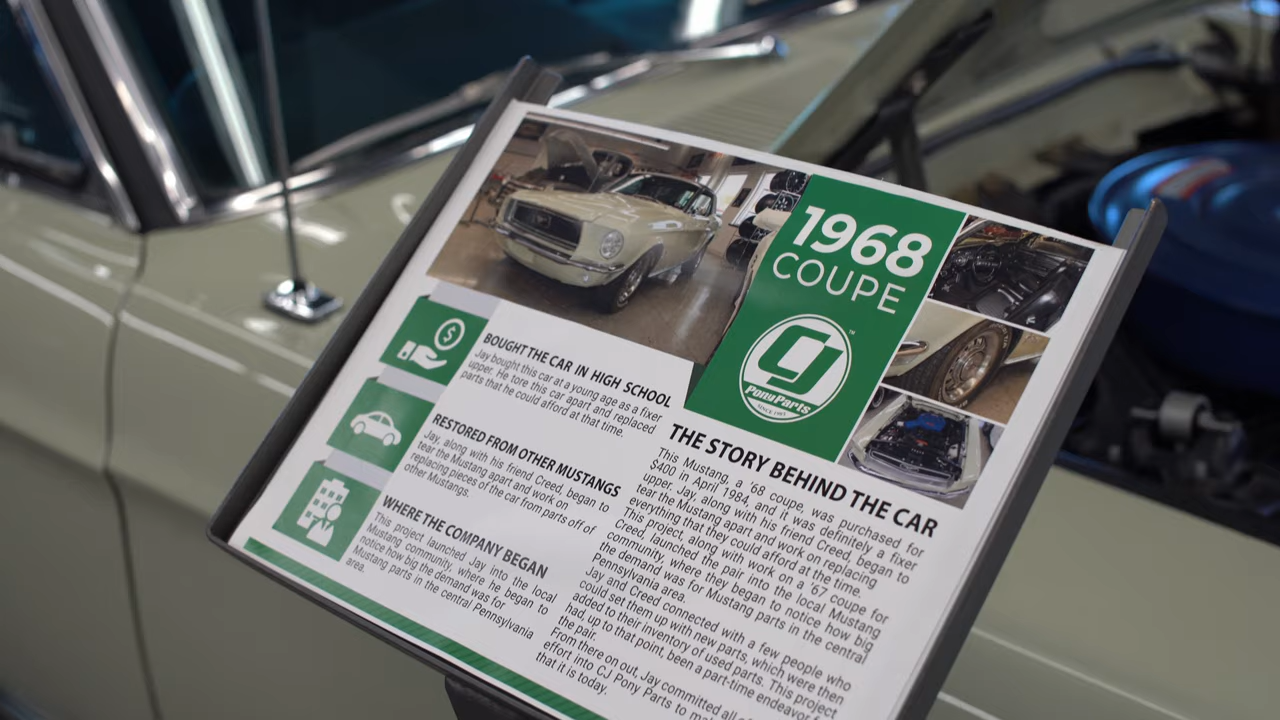 1968
COUPE
CJ
PonyParts
SINCE 1985
™
BOUGHT THE CAR IN HIGH SCHOOL
Jay bought this car at a young age as a fixer
upper. He tore this car apart and replaced
parts that he could afford at that time.
RESTORED FROM OTHER MUSTANGS
Jay, along with his friend Creed, began to
tear the Mustang apart and work on
replacing pieces of the car from parts off of
other Mustangs.
WHERE THE COMPANY BEGAN
This project launched Jay into the local
Mustang community, where he began to
notice how big the demand was for
Mustang parts in the central Pennsylvania
area.
THE STORY BEHIND THE CAR
This Mustang, a '68 coupe, was purchased for
$400 in April 1984, and it was definitely a fixer
upper. Jay, along with his friend Creed, began to
tear the Mustang apart and work on replacing
everything that they could afford at the time.
This project, along with work on a '67 coupe for
Creed, launched the pair into the local Mustang
community, where they began to notice how big
the demand was for Mustang parts in the central
Pennsylvania area.
Jay and Creed connected with a few people who
could set them up with new parts, which were then
added to their inventory of used parts. This project
had, up to that point, been a part-time endeavor
the pair.
From there on out, Jay committed all
effort into CJ Pony Parts to
that it is today.